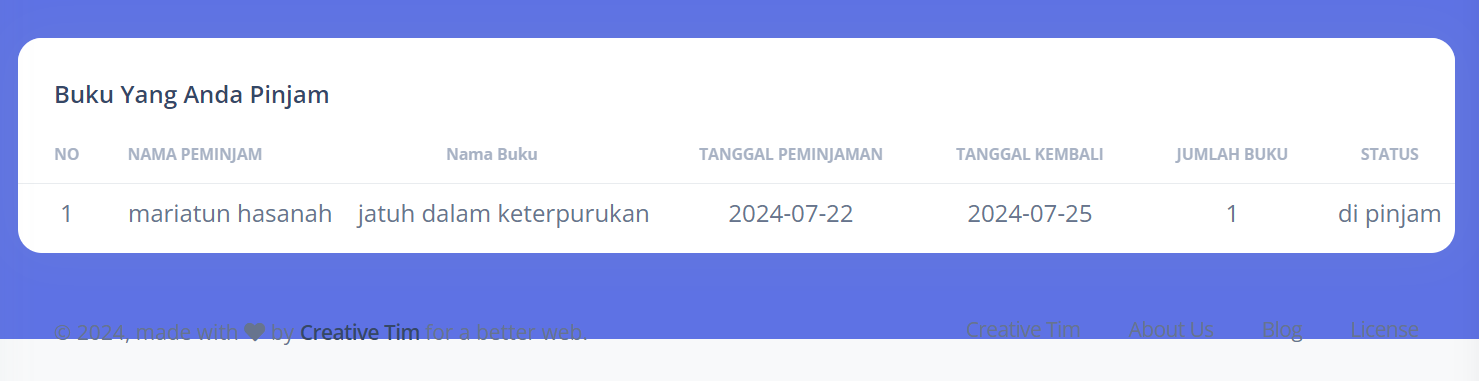 Buku Yang Anda Pinjam
NO NAMA PEMINJAM Nama Buku TANGGAL PEMINJAMAN TANGGAL KEMBALI JUMLAH BUKU STATUS
1 mariatun hasanah jatuh dalam keterpurukan 2024-07-22 2024-07-25 1 di pinjam
© 2024, made with ♥ by Creative Tim for a better web. Creative Tim About Us Blog License